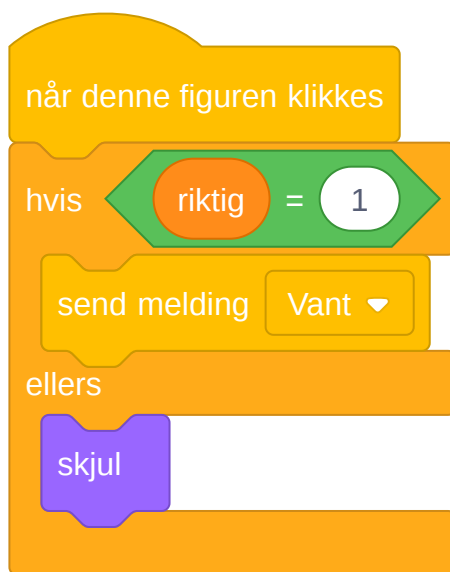 når denne figuren klikkes
hvis riktig = 1
send melding Vant
ellers
skjul